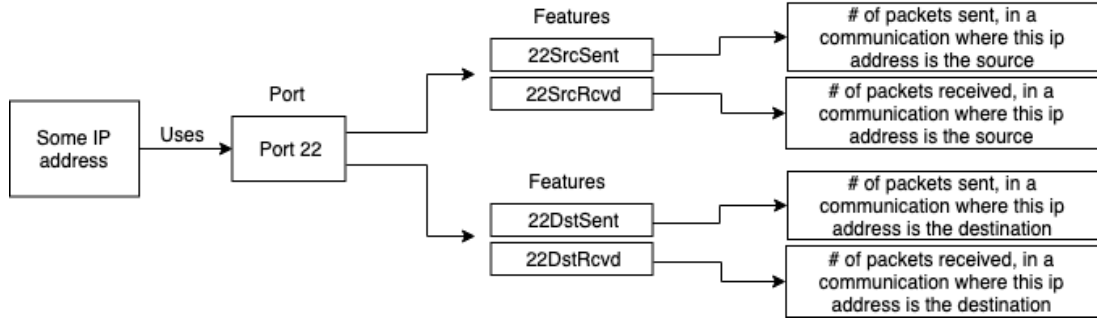 Some IP
address
Uses
Port
Port 22
Features
22SrcSent
22SrcRcvd
# of packets sent, in a
communication where this ip
address is the source
# of packets received, in a
communication where this ip
address is the source
Features
22DstSent
22DstRcvd
# of packets sent, in a
communication where this ip
address is the destination
# of packets received, in a
communication where this ip
address is the destination